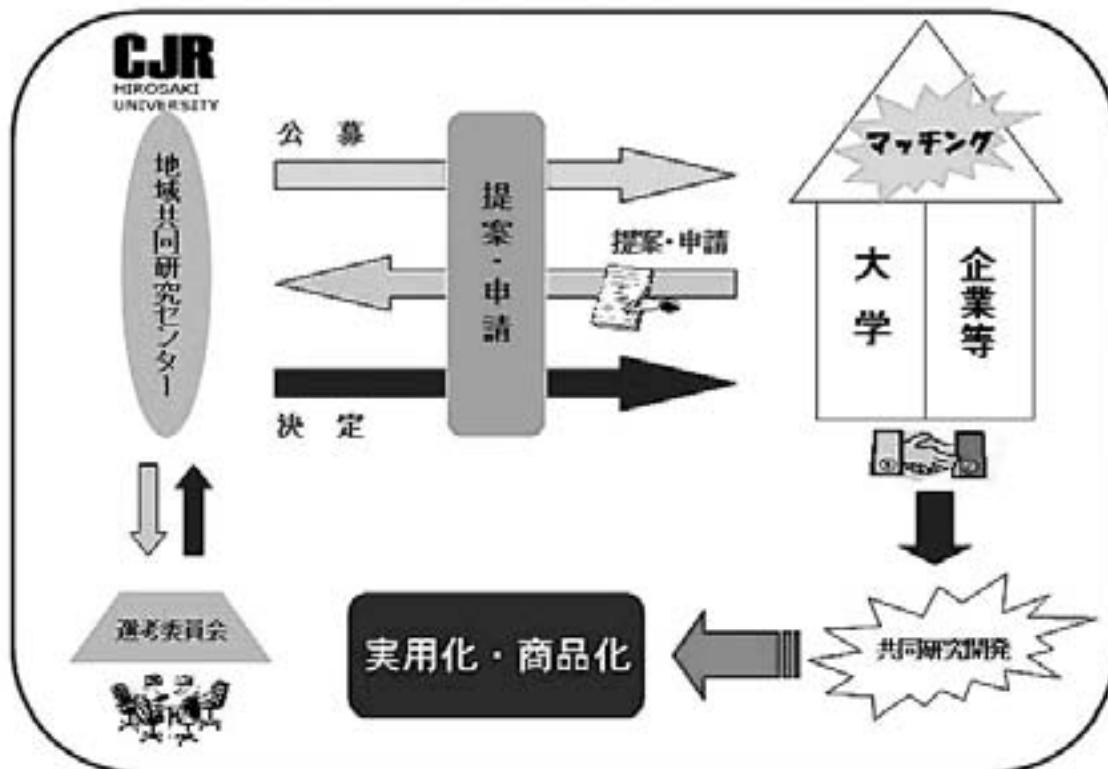 CJR
HIROSAKI
UNIVERSITY
地域共同研究センター
公募
提案・申請
提案・申請
決定
マッチング
大学
企業等
選考委員会
実用化・商品化
共同研究開発